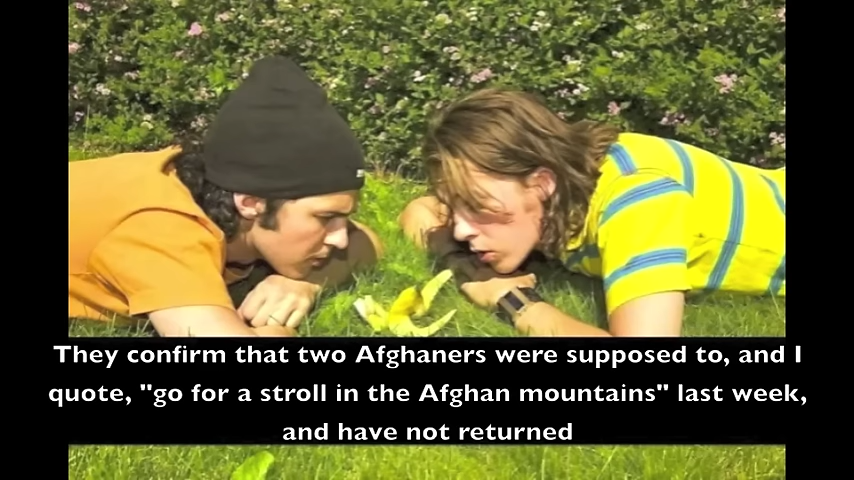 They confirm that two Afghaners were supposed to, and I
quote, "go for a stroll in the Afghan mountains" last week,
and have not returned